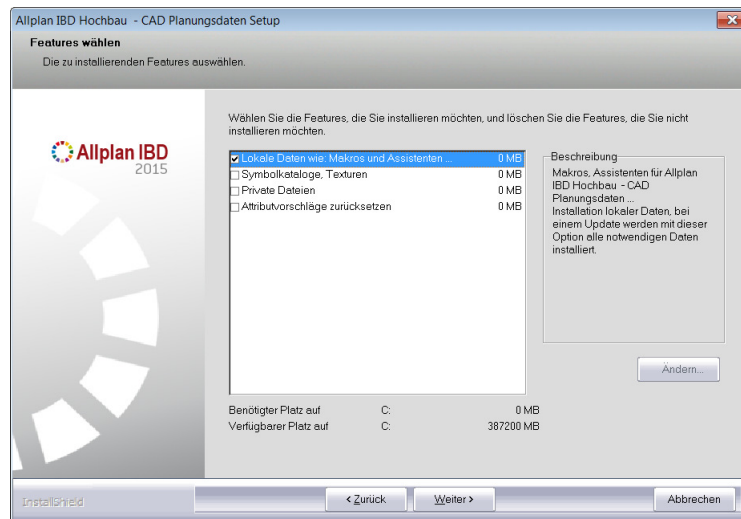 Allplan IBD Hochbau - CAD Planungsdaten Setup
Features wählen
Die zu installierenden Features auswählen.
Allplan IBD
2015
Wählen Sie die Features, die Sie installieren möchten, und löschen Sie die Features, die Sie nicht
installieren möchten.
Lokale Daten wie: Makros und Assistenten ... 0 MB
Symbolkataloge, Texturen 0 MB
Private Dateien 0 MB
Attributvorschläge zurücksetzen 0 MB
Beschreibung
Makros, Assistenten für Allplan
IBD Hochbau - CAD
Planungsdaten ...
Installation lokaler Daten, bei
einem Update werden mit dieser
Option alle notwendigen Daten
installiert.
Ändern...
Benötigter Platz auf C: 0 MB
Verfügbarer Platz auf C: 387200 MB
InstallShield
< Zurück
Weiter >
Abbrechen